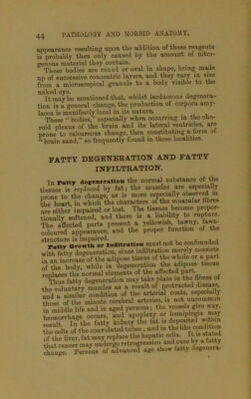 44 PATHOLOGY AND MORBID ANATOMY.
appearance resulting upon the addition of these reagents
is probably then only caused by the amount of nitro-
genous material they contain.
These bodies are round or oval in shape, being made
up of successive concentric layers, and they vary in size
from a microscopical granule to a body visible to the
naked eye.
It may be mentioned that, whilst lardaceous degenera-
tion is a general change, the production of corpora amy-
lacea is manifestly local in its nature.
These "bodies," especially when occurring in the cho-
roid plexus of the brain and its lateral ventricles, are
prone to calcareous change, then constituting a form of
"brain sand," so frequently found in those localities.
FATTY DEGENERATION AND FATTY
INFILTRATION.
In Fatty degeneration the normal substance of the
tissues is replaced by fat; the muscles are especially
prone to the change, as is more especially observed in
the heart, in which the characters of the muscular fibres
are either impaired or lost. The tissues become propor-
tionally softened, and there is a liability to rupture.
The affected parts present a yellowish, tawny, fawn-
coloured appearance, and the proper function of the
structure is impaired.
Fatty Growth or Infiltration must not be confounded
with fatty degeneration, since infiltration merely consists
in an increase of the adipose tissue of the whole or a part
of the body, while in degeneration the adipose tissue
replaces the normal elements of the affected part.
Thus fatty degeneration may take place in the fibres of
the voluntary muscles as a result of protracted disease,
and a similar condition of the arterial coats, especially
those of the minute cerebral arteries, is not uncommon
in middle life and in aged persons; the vessels give way,
hæmorrhage occurs, and apoplexy or hemiplegia may
result. In the fatty kidney the fat is deposited within
the cells of the convoluted tubes; and in the like condition
of the liver, fat may replace the hepatic cells. It is stated
that cancer may undergo retrogression and cure by a fatty
change. Persons of advanced age show fatty degenera-